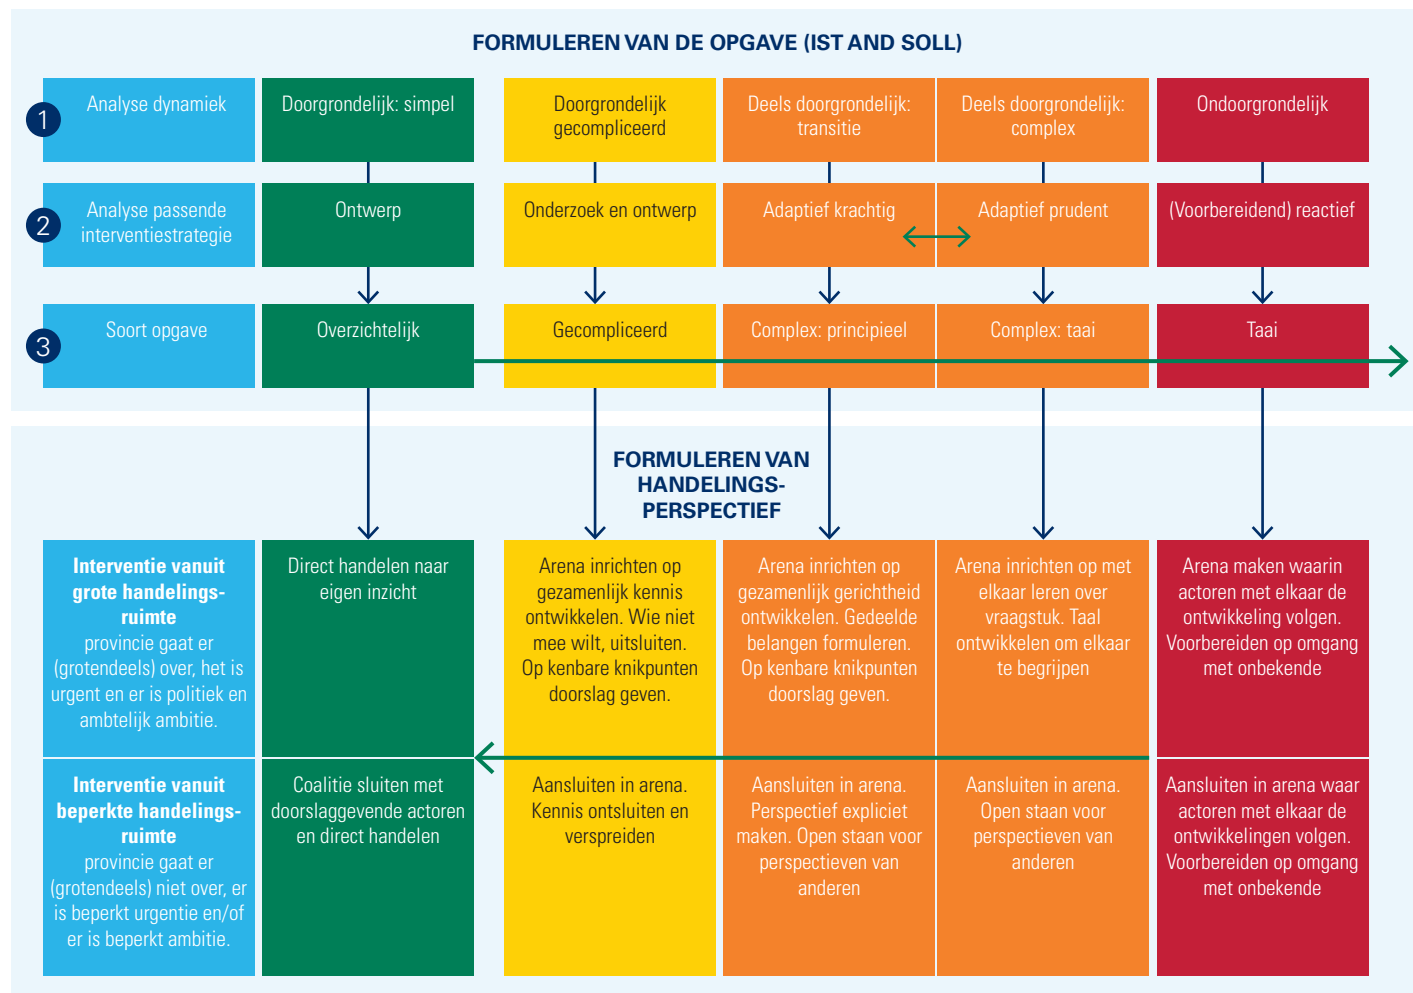 FORMULEREN VAN DE OPGAVE (IST AND SOLL)
1
Analyse dynamiek
Doorgrondelijk: simpel
Doorgrondelijk
gecompliceerd
Deels doorgrondelijk:
transitie
Deels doorgrondelijk:
complex
Ondoorgrondelijk
2
Analyse passende
interventiestrategie
Ontwerp
Onderzoek en ontwerp
Adaptief krachtig
Adaptief prudent
(Voorbereidend) reactief
3
Soort opgave
Overzichtelijk
Gecompliceerd
Complex: principieel
Complex: taai
Taai
FORMULEREN VAN
HANDELINGS-
PERSPECTIEF
Interventie vanuit
grote handelings-
ruimte
provincie gaat er
(grotendeels) over, het is
urgent en er is politiek en
ambtelijk ambitie.
Direct handelen naar
eigen inzicht
Arena inrichten op
gezamenlijk kennis
ontwikkelen. Wie niet
mee wilt, uitsluiten.
Op kenbare knikpunten
doorslag geven.
Arena inrichten op
gezamenlijk gerichtheid
ontwikkelen. Gedeelde
belangen formuleren.
Op kenbare knikpunten
doorslag geven.
Arena inrichten op met
elkaar leren over
vraagstuk. Taal
ontwikkelen om elkaar
te begrijpen
Arena maken waarin
actoren met elkaar de
ontwikkeling volgen.
Voorbereiden op omgang
met onbekende
Interventie vanuit
beperkte handelings-
ruimte
provincie gaat er
(grotendeels) niet over, er
is beperkt urgentie en/of
er is beperkt ambitie.
Coalitie sluiten met
doorslaggevende actoren
en direct handelen
Aansluiten in arena.
Kennis ontsluiten en
verspreiden
Aansluiten in arena.
Perspectief expliciet
maken. Open staan voor
perspectieven van
anderen
Aansluiten in arena.
Open staan voor
perspectieven van
anderen
Aansluiten in arena waar
actoren met elkaar de
ontwikkelingen volgen.
Voorbereiden op omgang
met onbekende